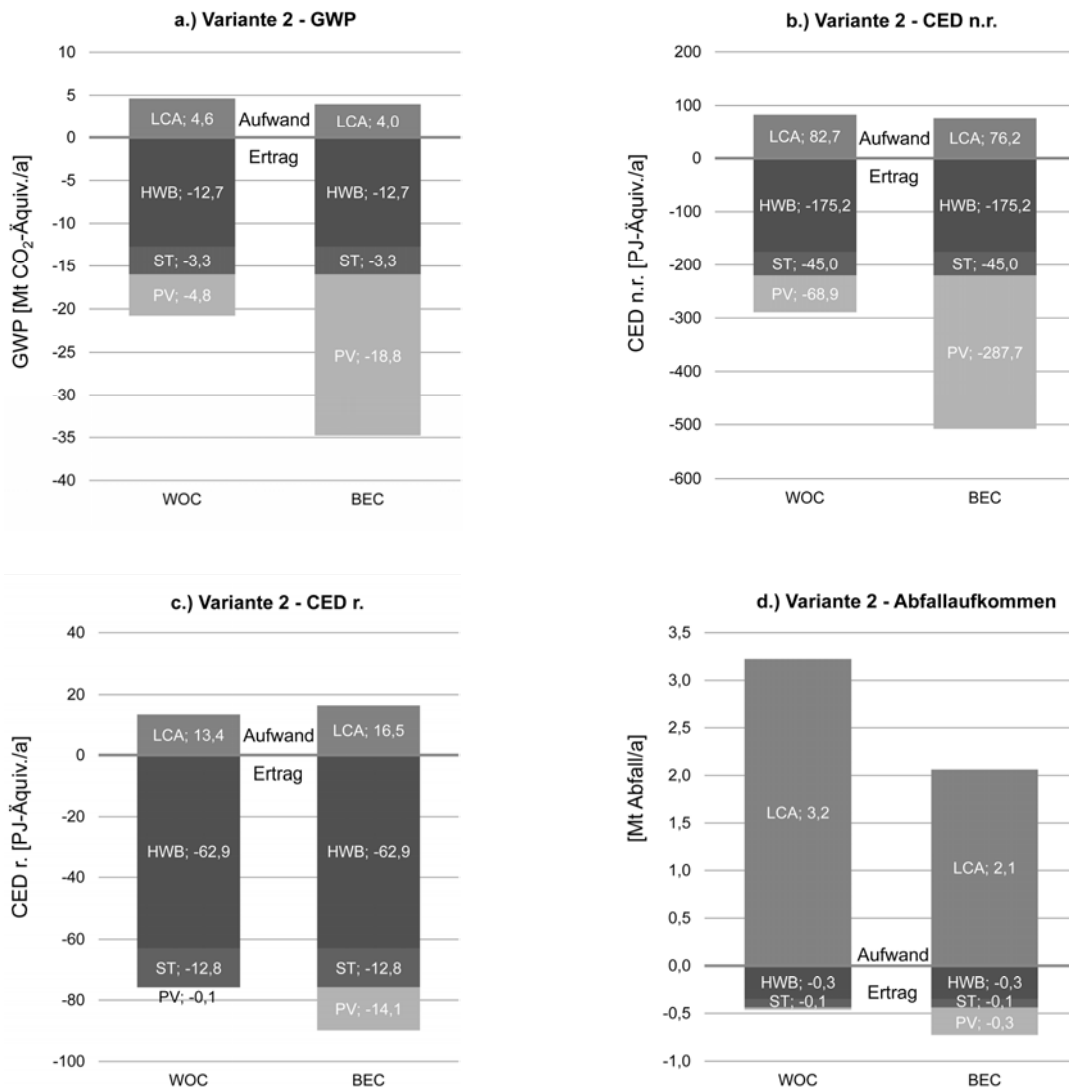 a.) Variante 2 - GWP
GWP [Mt CO₂-Äquiv./a]
10
5
0
-5
-10
-15
-20
-25
-30
-35
-40
LCA; 4,6
Aufwand
LCA; 4,0
Ertrag
HWB; -12,7
HWB; -12,7
ST; -3,3
ST; -3,3
PV; -4,8
PV; -18,8
WOC
BEC
b.) Variante 2 - CED n.r.
CED n.r. [PJ-Äquiv./a]
200
100
0
-100
-200
-300
-400
-500
-600
LCA; 82,7
Aufwand
LCA; 76,2
Ertrag
HWB; -175,2
HWB; -175,2
ST; -45,0
ST; -45,0
PV; -68,9
PV; -287,7
WOC
BEC
c.) Variante 2 - CED r.
CED r. [PJ-Äquiv./a]
40
20
0
-20
-40
-60
-80
-100
LCA; 13,4
Aufwand
LCA; 16,5
Ertrag
HWB; -62,9
HWB; -62,9
ST; -12,8
ST; -12,8
PV; -0,1
PV; -14,1
WOC
BEC
d.) Variante 2 - Abfallaufkommen
[Mt Abfall/a]
3,5
3,0
2,5
2,0
1,5
1,0
0,5
0,0
-0,5
-1,0
LCA; 3,2
LCA; 2,1
Aufwand
Ertrag
HWB; -0,3
HWB; -0,3
ST; -0,1
ST; -0,1
PV; -0,3
WOC
BEC